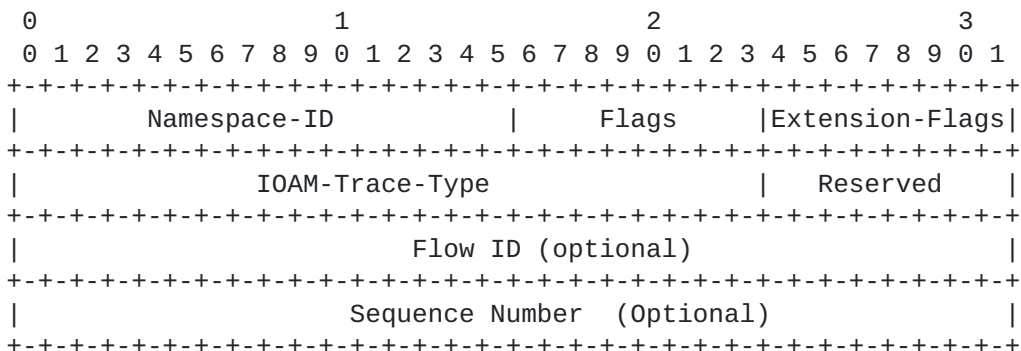 0                   1                   2                   3
 0 1 2 3 4 5 6 7 8 9 0 1 2 3 4 5 6 7 8 9 0 1 2 3 4 5 6 7 8 9 0 1
+-+-+-+-+-+-+-+-+-+-+-+-+-+-+-+-+-+-+-+-+-+-+-+-+-+-+-+-+-+-+-+-+
|        Namespace-ID           |     Flags     |Extension-Flags|
+-+-+-+-+-+-+-+-+-+-+-+-+-+-+-+-+-+-+-+-+-+-+-+-+-+-+-+-+-+-+-+-+
|               IOAM-Trace-Type                 |   Reserved    |
+-+-+-+-+-+-+-+-+-+-+-+-+-+-+-+-+-+-+-+-+-+-+-+-+-+-+-+-+-+-+-+-+
|                         Flow ID (optional)                    |
+-+-+-+-+-+-+-+-+-+-+-+-+-+-+-+-+-+-+-+-+-+-+-+-+-+-+-+-+-+-+-+-+
|                     Sequence Number  (Optional)               |
+-+-+-+-+-+-+-+-+-+-+-+-+-+-+-+-+-+-+-+-+-+-+-+-+-+-+-+-+-+-+-+-+